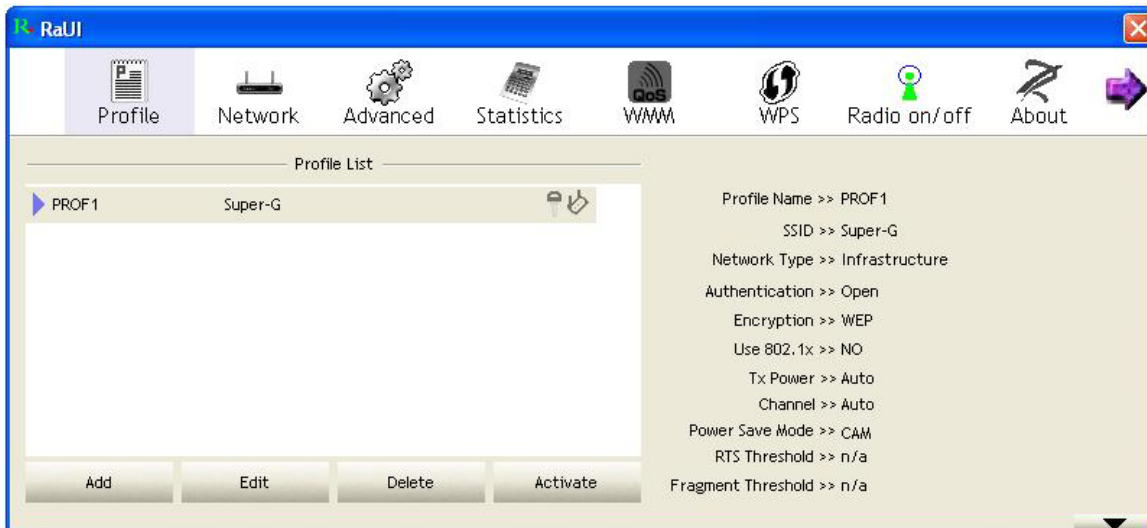 RaUI
Profile Network Advanced Statistics WMM WPS Radio on/off About
QoS
Profile List
PROF1 Super-G
Add Edit Delete Activate
Profile Name >> PROF1
SSID >> Super-G
Network Type >> Infrastructure
Authentication >> Open
Encryption >> WEP
Use 802.1x >> NO
Tx Power >> Auto
Channel >> Auto
Power Save Mode >> CAM
RTS Threshold >> n/a
Fragment Threshold >> n/a